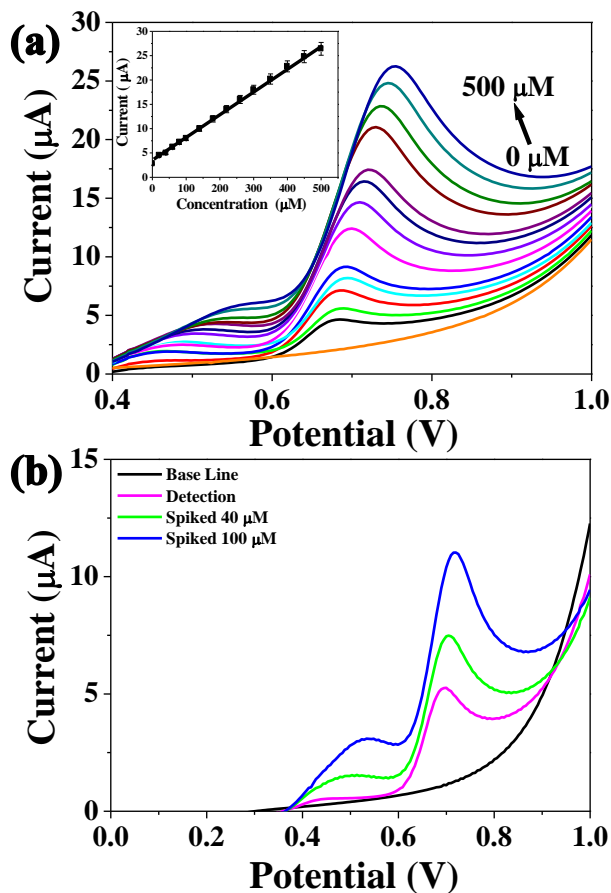 (a)
30
25
20
15
10
5
0
Current (μA)
30
25
20
15
10
5
0
Current ( μA)
0 100 200 300 400 500
Concentration (μM)
500 μM
0 μM
0.4 0.6 0.8 1.0
Potential (V)
(b)
15
10
5
0
Current (μA)
Base Line
Detection
Spiked 40 μM
Spiked 100 μM
0.0 0.2 0.4 0.6 0.8 1.0
Potential (V)